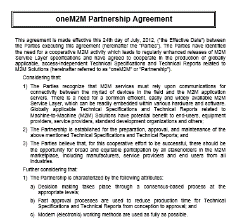 oneM2M Partnership Agreement
This agreement is made effective this 24th day of July, 2012, (the "Effective Date") between
the Parties executing this agreement (hereinafter the "Parties"). The Parties have identified
the need for a cooperative M2M activity which leads to regularly enhanced releases of M2M
Service Layer specifications and have agreed to cooperate in the production of globally
applicable, access-independent Technical Specifications and Technical Reports related to
M2M Solutions (hereinafter referred to as "oneM2M" or "Partnership").
Considering that:
1) The Parties recognize that M2M services must rely upon communications for
connectivity between the myriad of devices in the field and the M2M application
servers. There is a need for a common, efficient, easily and widely available M2M
Service Layer, which can be readily embedded within various hardware and software;
Globally applicable Technical Specifications and Technical Reports related to
Machine-to-Machine (M2M) Solutions have potential benefit to end-users, equipment
providers, service providers, standard development organizations and others;
2) The Partnership is established for the preparation, approval, and maintenance of the
above mentioned Technical Specifications and Technical Reports; and
3) The Parties believe that, for this cooperative effort to be successful, there should be
the opportunity for broad and equitable participation by all stakeholders in the M2M
marketplace, including manufacturers, service providers and end users from all
industries.
Further considering that:
1) The Partnership is characterized by the following attributes:
a) Decision making takes place through a consensus-based process at the
appropriate levels;
b) Fast approval processes are used to reduce production time for Technical
Specifications and Technical Reports from conception to approval; and
c) Modern (electronic) working methods are used as fully as possible.